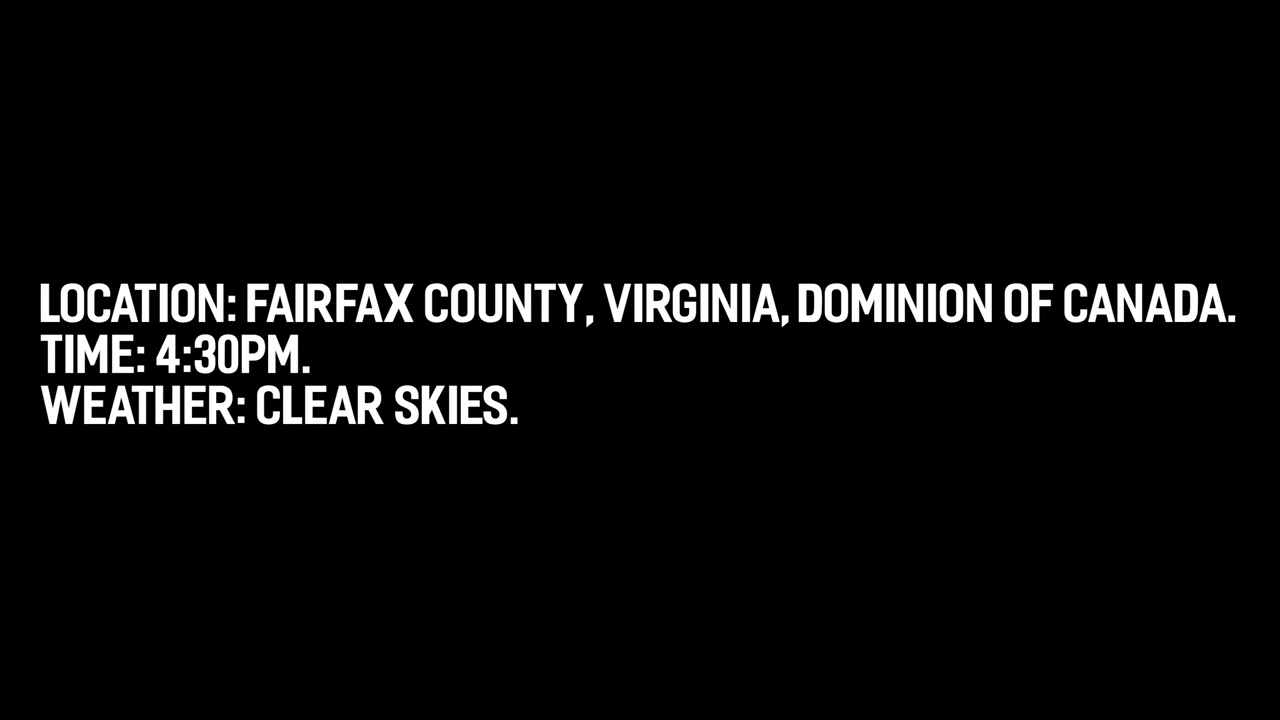 LOCATION: FAIRFAX COUNTY, VIRGINIA, DOMINION OF CANADA.
TIME: 4:30PM.
WEATHER: CLEAR SKIES.